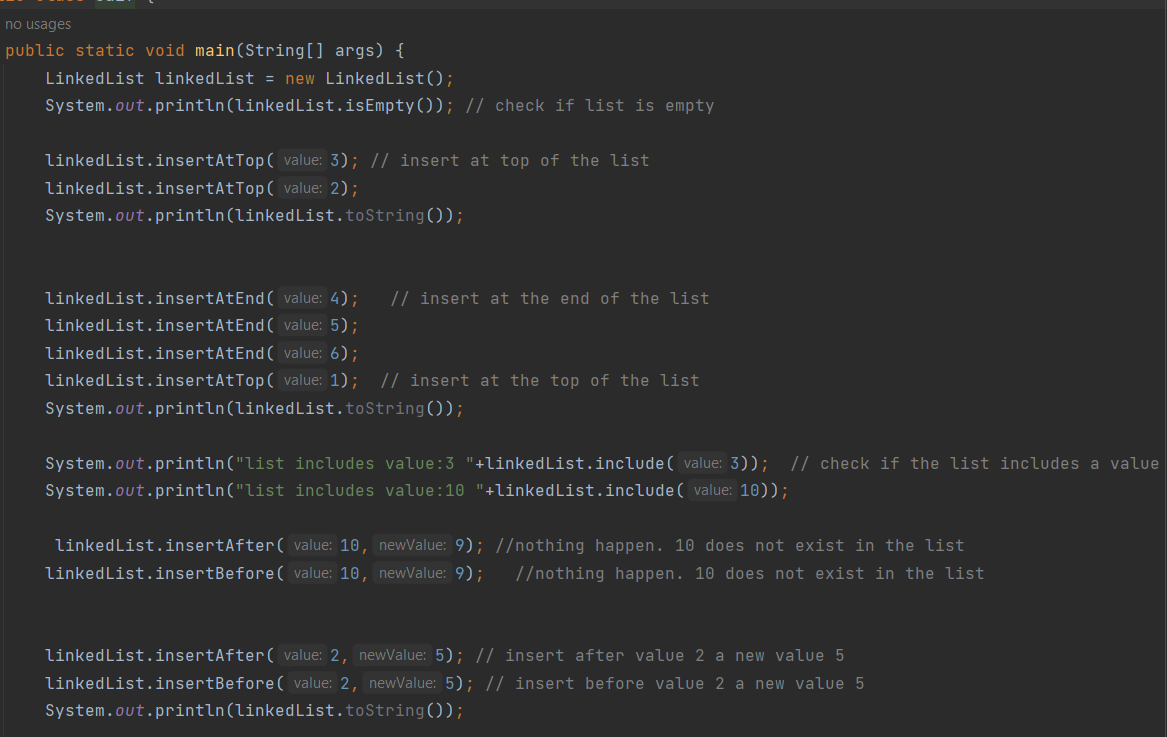 no usages
public static void main(String[] args) {
LinkedList linkedList = new LinkedList();
System.out.println(linkedList.isEmpty()); // check if list is empty
linkedList.insertAtTop( value: 3); // insert at top of the list
linkedList.insertAtTop( value: 2);
System.out.println(linkedList.toString());
linkedList.insertAtEnd( value: 4);   // insert at the end of the list
linkedList.insertAtEnd( value: 5);
linkedList.insertAtEnd( value: 6);
linkedList.insertAtTop( value: 1);  // insert at the top of the list
System.out.println(linkedList.toString());
System.out.println("list includes value:3 "+linkedList.include( value: 3));  // check if the list includes a value
System.out.println("list includes value:10 "+linkedList.include( value: 10));
linkedList.insertAfter( value: 10, newValue: 9); //nothing happen. 10 does not exist in the list
linkedList.insertBefore( value: 10, newValue: 9);   //nothing happen. 10 does not exist in the list
linkedList.insertAfter( value: 2, newValue: 5); // insert after value 2 a new value 5
linkedList.insertBefore( value: 2, newValue: 5); // insert before value 2 a new value 5
System.out.println(linkedList.toString());